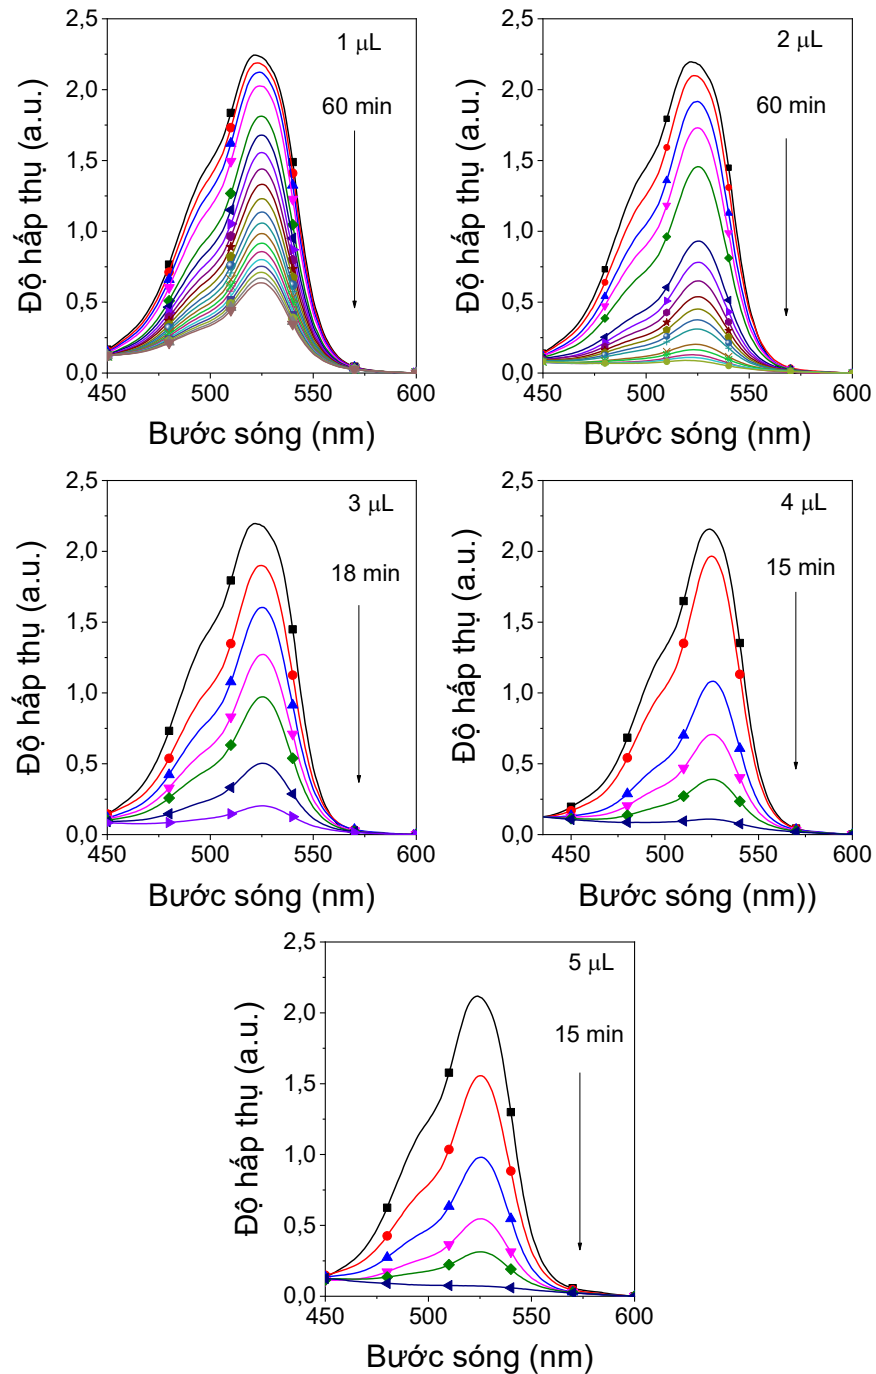 1 μL
60 min
Độ hấp thụ (a.u.)
2,5
2,0
1,5
1,0
0,5
0,0
450 500 550 600
Bước sóng (nm)
2 μL
60 min
Độ hấp thụ (a.u.)
2,5
2,0
1,5
1,0
0,5
0,0
450 500 550 600
Bước sóng (nm)
3 μL
18 min
Độ hấp thụ (a.u.)
2,5
2,0
1,5
1,0
0,5
0,0
450 500 550 600
Bước sóng (nm)
4 μL
15 min
Độ hấp thụ (a.u.)
2,5
2,0
1,5
1,0
0,5
0,0
450 500 550 600
Bước sóng (nm))
5 μL
15 min
Độ hấp thụ (a.u.)
2,5
2,0
1,5
1,0
0,5
0,0
450 500 550 600
Bước sóng (nm)